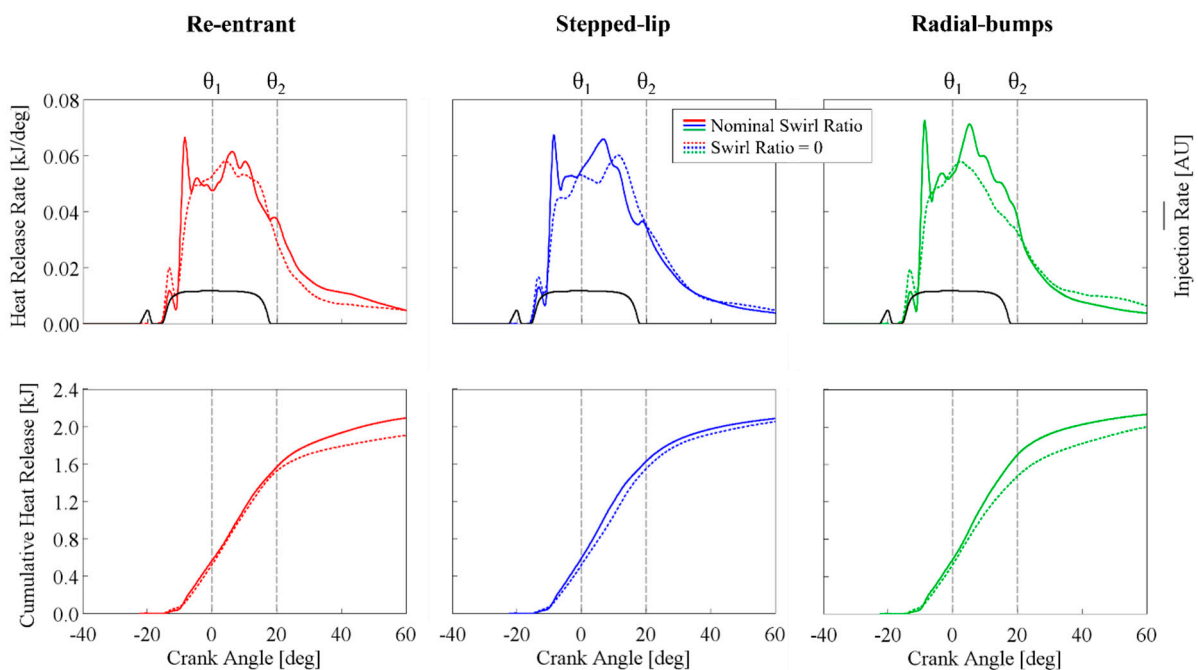 Re-entrant
Stepped-lip
Radial-bumps
θ1 θ2
θ1 θ2
θ1 θ2
Heat Release Rate [kJ/deg]
0.08
0.06
0.04
0.02
0.00
Nominal Swirl Ratio
Swirl Ratio = 0
Injection Rate [AU]
Cumulative Heat Release [kJ]
2.4
2.0
1.6
1.2
0.8
0.4
0.0
-40 -20 0 20 40 60
-40 -20 0 20 40 60
-40 -20 0 20 40 60
Crank Angle [deg]
Crank Angle [deg]
Crank Angle [deg]